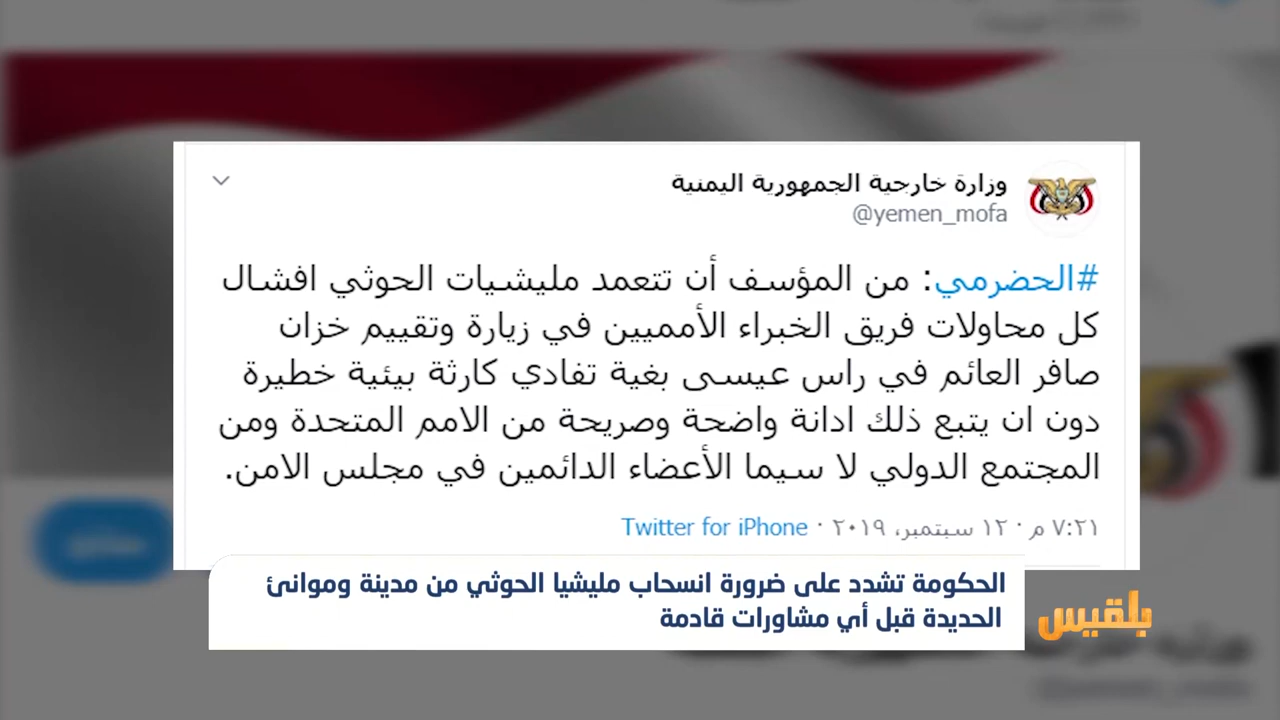 وزارة خارجية الجمهورية اليمنية
@yemen_mofa
#الحضرمي: من المؤسف أن تتعمد مليشيات الحوثي افشال
كل محاولات فريق الخبراء الأمميين في زيارة وتقييم خزان
صافر العائم في راس عيسى بغية تفادي كارثة بيئية خطيرة
دون ان يتبع ذلك ادانة واضحة وصريحة من الامم المتحدة ومن
المجتمع الدولي لا سيما الأعضاء الدائمين في مجلس الامن.
٧:٢١ م · ١٢ سبتمبر، ٢٠١٩ · Twitter for iPhone
الحكومة تشدد على ضرورة انسحاب مليشيا الحوثي من مدينة وموانئ
الحديدة قبل أي مشاورات قادمة
بلقيس